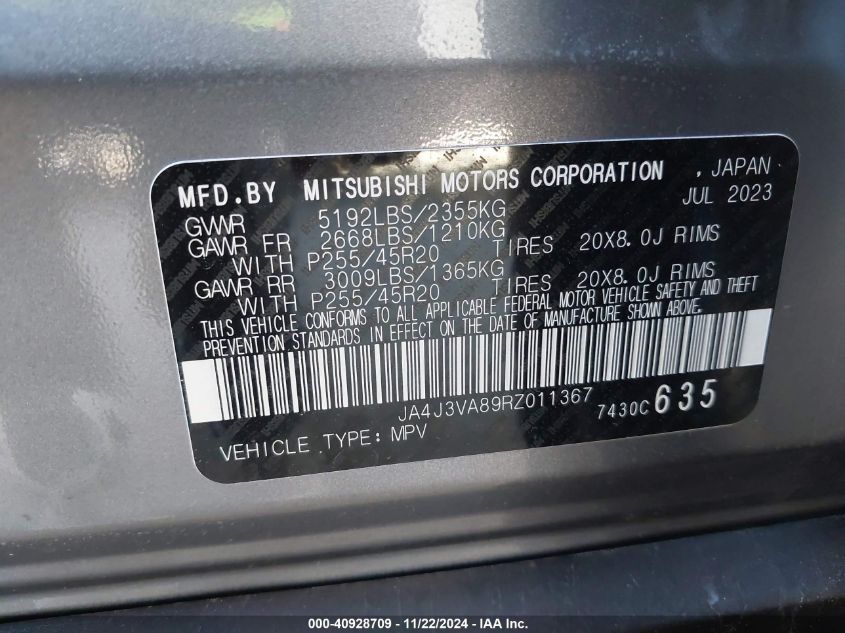 MFD.BY MITSUBISHI MOTORS CORPORATION , JAPAN
JUL 2023
GVWR 5192LBS/2355KG
GAWR FR 2668LBS/1210KG
WITH P255/45R20 TIRES 20X8.0J RIMS
GAWR RR 3009LBS/1365KG
WITH P255/45R20 TIRES 20X8.0J RIMS
THIS VEHICLE CONFORMS TO ALL APPLICABLE FEDERAL MOTOR VEHICLE SAFETY AND THEFT
PREVENTION STANDARDS IN EFFECT ON THE DATE OF MANUFACTURE SHOWN ABOVE.
JA4J3VA89RZ011367 7430C 635
VEHICLE TYPE: MPV
000-40928709 - 11/22/2024 - IAA, Inc.